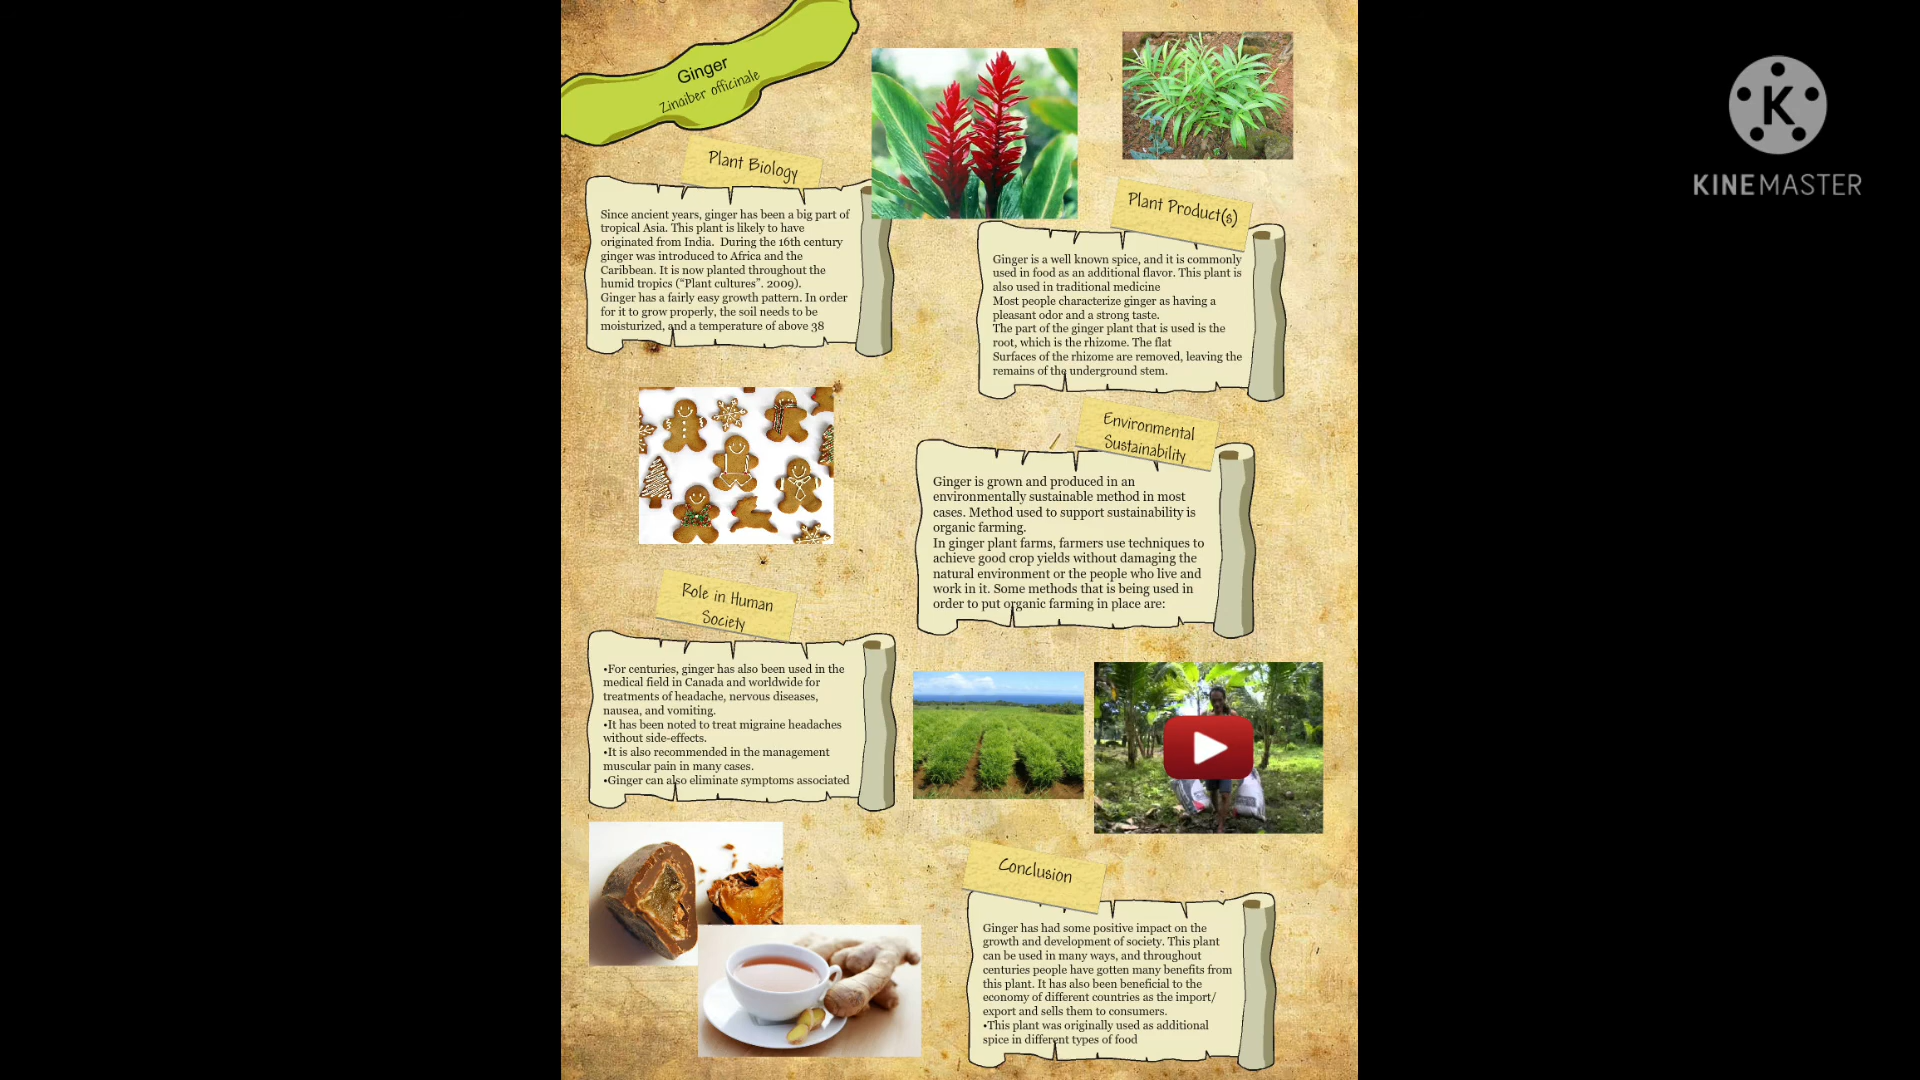 Ginger
Zingiber officinale
Plant Biology
Since ancient years, ginger has been a big part of
tropical Asia. This plant is likely to have
originated from India.  During the 16th century
ginger was introduced to Africa and the
Caribbean. It is now planted throughout the
humid tropics (“Plant cultures”. 2009).
Ginger has a fairly easy growth pattern. In order
for it to grow properly, the soil needs to be
moisturized, and a temperature of above 38
Plant Product(s)
Ginger is a well known spice, and it is commonly
used in food as an additional flavor. This plant is
also used in traditional medicine
Most people characterize ginger as having a
pleasant odor and a strong taste.
The part of the ginger plant that is used is the
root, which is the rhizome. The flat
Surfaces of the rhizome are removed, leaving the
remains of the underground stem.
Environmental
Sustainability
Ginger is grown and produced in an
environmentally sustainable method in most
cases. Method used to support sustainability is
organic farming.
In ginger plant farms, farmers use techniques to
achieve good crop yields without damaging the
natural environment or the people who live and
work in it. Some methods that is being used in
order to put organic farming in place are:
Role in Human
Society
•For centuries, ginger has also been used in the
medical field in Canada and worldwide for
treatments of headache, nervous diseases,
nausea, and vomiting.
•It has been noted to treat migraine headaches
without side-effects.
•It is also recommended in the management
muscular pain in many cases.
•Ginger can also eliminate symptoms associated
Conclusion
Ginger has had some positive impact on the
growth and development of society. This plant
can be used in many ways, and throughout
centuries people have gotten many benefits from
this plant. It has also been beneficial to the
economy of different countries as the import/
export and sells them to consumers.
•This plant was originally used as additional
spice in different types of food
K
KINEMASTER